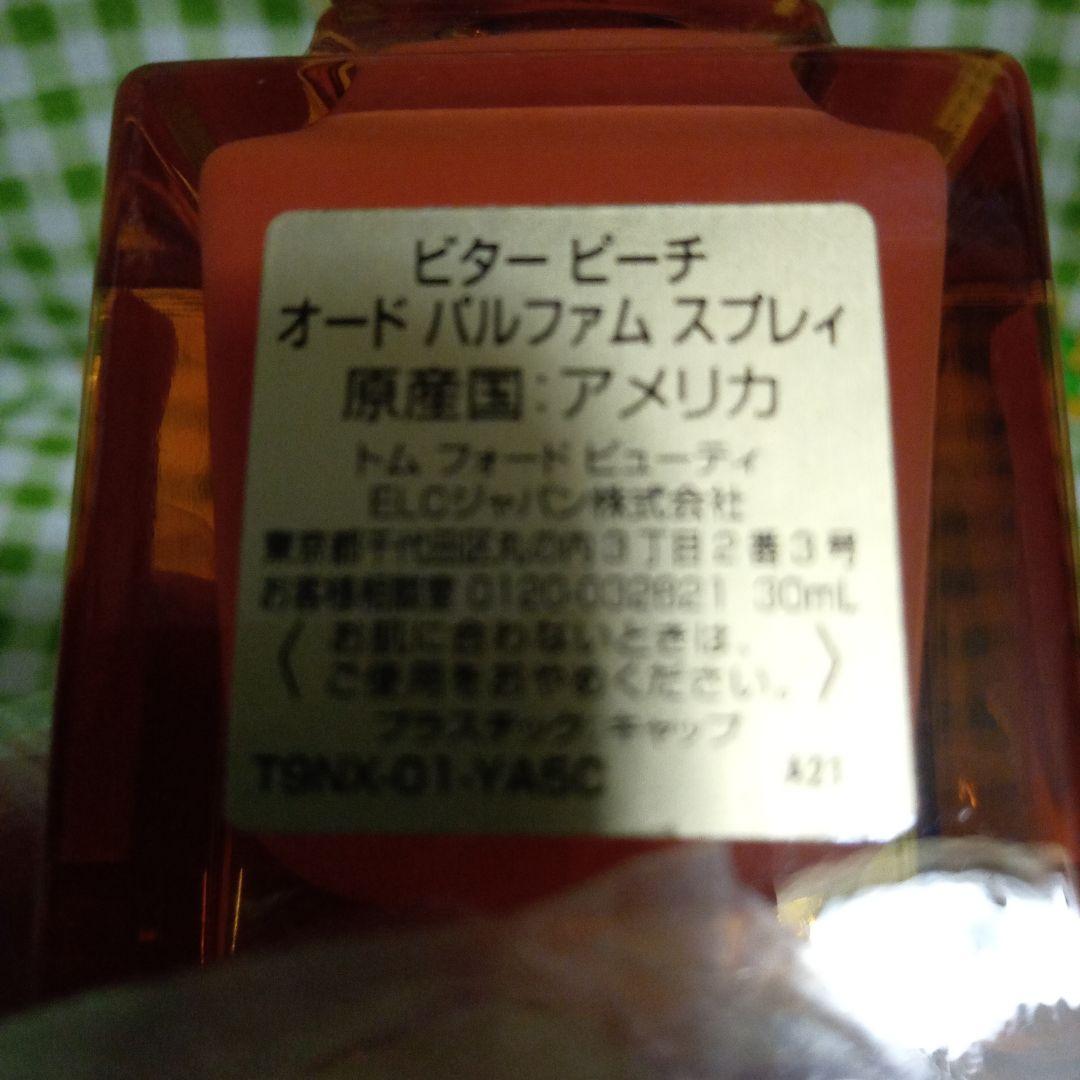 ビター ピーチ
オード パルファム スプレィ
原産国:アメリカ
トム フォード ビューティ
ELCジャパン株式会社
東京都千代田区丸の内3丁目2番3号
お客様相談室 0120-032821 30mL
〈 お肌に合わないときは、
ご使用をおやめください。 〉
プラスチック キャップ
T9NX-01-YA5C A21